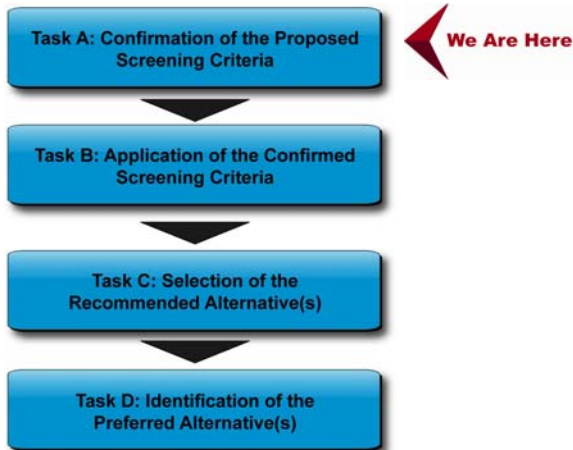 Task A: Confirmation of the Proposed
Screening Criteria
We Are Here
Task B: Application of the Confirmed
Screening Criteria
Task C: Selection of the
Recommended Alternative(s)
Task D: Identification of the
Preferred Alternative(s)